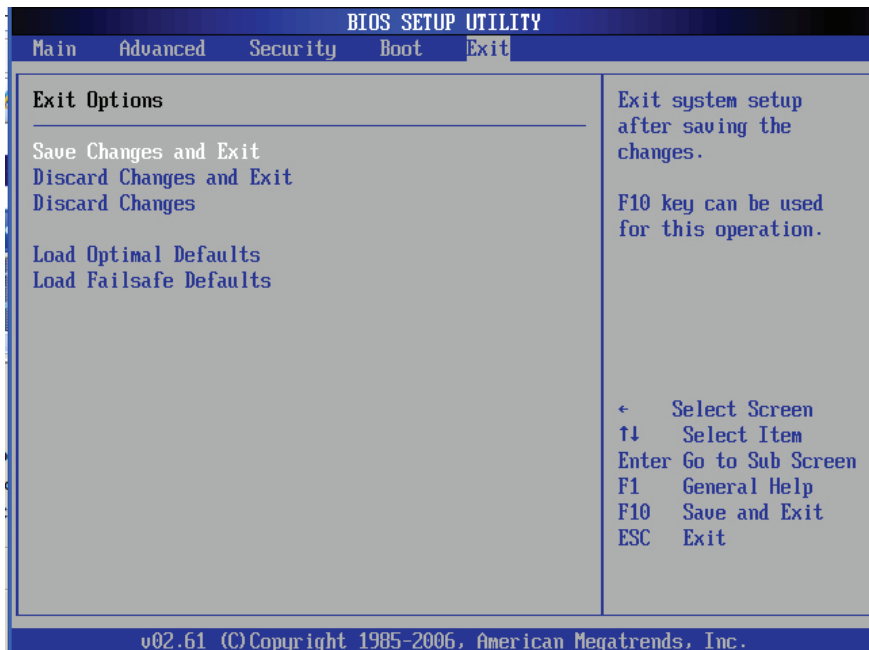 BIOS SETUP UTILITY
Main Advanced Security Boot Exit
Exit Options
Save Changes and Exit
Discard Changes and Exit
Discard Changes
Load Optimal Defaults
Load Failsafe Defaults
Exit system setup
after saving the
changes.
F10 key can be used
for this operation.
← Select Screen
↑↓ Select Item
Enter Go to Sub Screen
F1 General Help
F10 Save and Exit
ESC Exit
v02.61 (C)Copyright 1985-2006, American Megatrends, Inc.